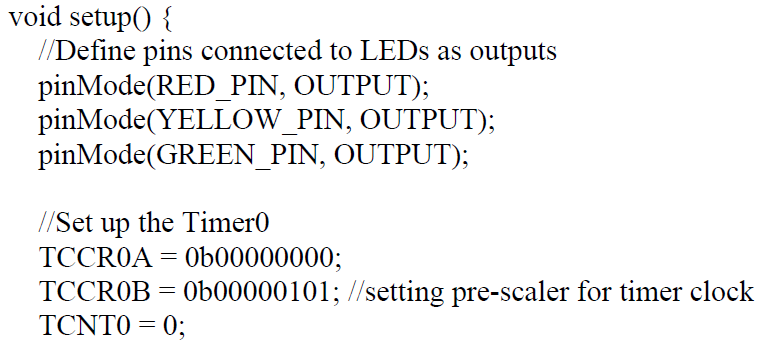 void setup() {
//Define pins connected to LEDs as outputs
pinMode(RED_PIN, OUTPUT);
pinMode(YELLOW_PIN, OUTPUT);
pinMode(GREEN_PIN, OUTPUT);
//Set up the Timer0
TCCR0A = 0b00000000;
TCCR0B = 0b00000101; //setting pre-scaler for timer clock
TCNT0 = 0;